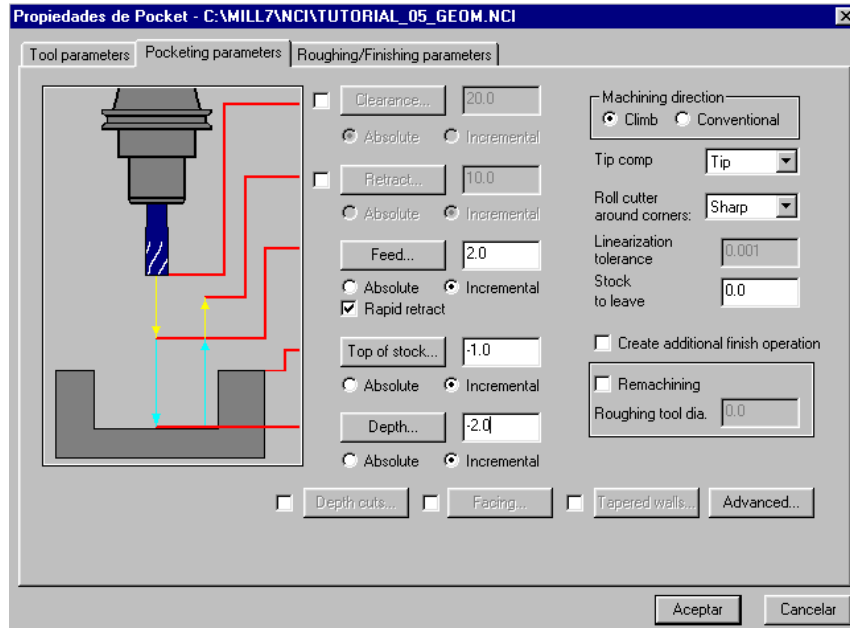 Propiedades de Pocket - C:\MILL7\NCI\TUTORIAL_05_GEOM.NCI
Tool parameters
Pocketing parameters
Roughing/Finishing parameters
Clearance...
20.0
Absolute
Incremental
Retract...
10.0
Absolute
Incremental
Feed...
2.0
Absolute
Incremental
Rapid retract
Top of stock...
-1.0
Absolute
Incremental
Depth...
-2.0
Absolute
Incremental
Machining direction
Climb
Conventional
Tip comp
Tip
Roll cutter
around corners:
Sharp
Linearization
tolerance
0.001
Stock
to leave
0.0
Create additional finish operation
Remachining
Roughing tool dia.
0.0
Depth cuts...
Facing...
Tapered walls...
Advanced...
Aceptar
Cancelar